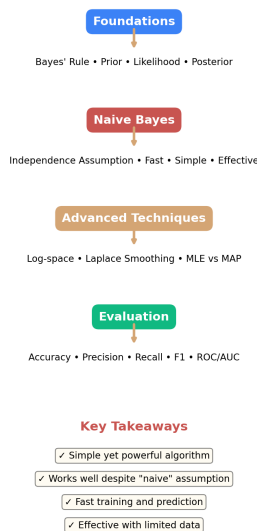 Foundations
Bayes' Rule • Prior • Likelihood • Posterior
Naive Bayes
Independence Assumption • Fast • Simple • Effective
Advanced Techniques
Log-space • Laplace Smoothing • MLE vs MAP
Evaluation
Accuracy • Precision • Recall • F1 • ROC/AUC
Key Takeaways
✓ Simple yet powerful algorithm
✓ Works well despite "naive" assumption
✓ Fast training and prediction
✓ Effective with limited data